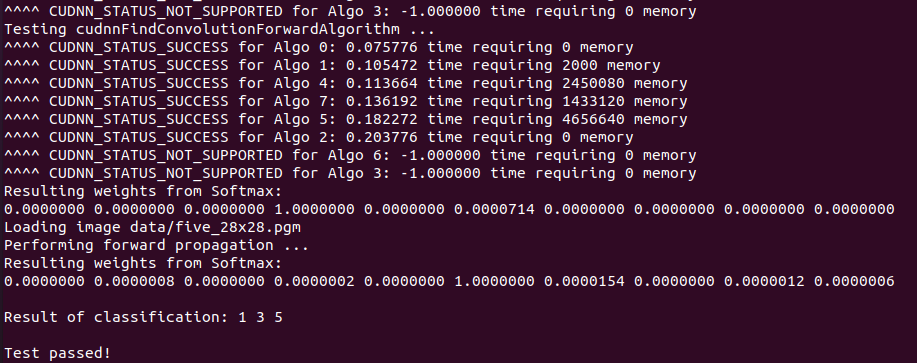 ^^^^ CUDNN_STATUS_NOT_SUPPORTED for Algo 3: -1.000000 time requiring 0 memory
Testing cudnnFindConvolutionForwardAlgorithm ...
^^^^ CUDNN_STATUS_SUCCESS for Algo 0: 0.075776 time requiring 0 memory
^^^^ CUDNN_STATUS_SUCCESS for Algo 1: 0.105472 time requiring 2000 memory
^^^^ CUDNN_STATUS_SUCCESS for Algo 4: 0.113664 time requiring 2450080 memory
^^^^ CUDNN_STATUS_SUCCESS for Algo 7: 0.136192 time requiring 1433120 memory
^^^^ CUDNN_STATUS_SUCCESS for Algo 5: 0.182272 time requiring 4656640 memory
^^^^ CUDNN_STATUS_SUCCESS for Algo 2: 0.203776 time requiring 0 memory
^^^^ CUDNN_STATUS_NOT_SUPPORTED for Algo 6: -1.000000 time requiring 0 memory
^^^^ CUDNN_STATUS_NOT_SUPPORTED for Algo 3: -1.000000 time requiring 0 memory
Resulting weights from Softmax:
0.0000000 0.0000000 0.0000000 1.0000000 0.0000000 0.0000714 0.0000000 0.0000000 0.0000000 0.0000000
Loading image data/five_28x28.pgm
Performing forward propagation ...
Resulting weights from Softmax:
0.0000000 0.0000008 0.0000000 0.0000002 0.0000000 1.0000000 0.0000154 0.0000000 0.0000012 0.0000006
Result of classification: 1 3 5
Test passed!